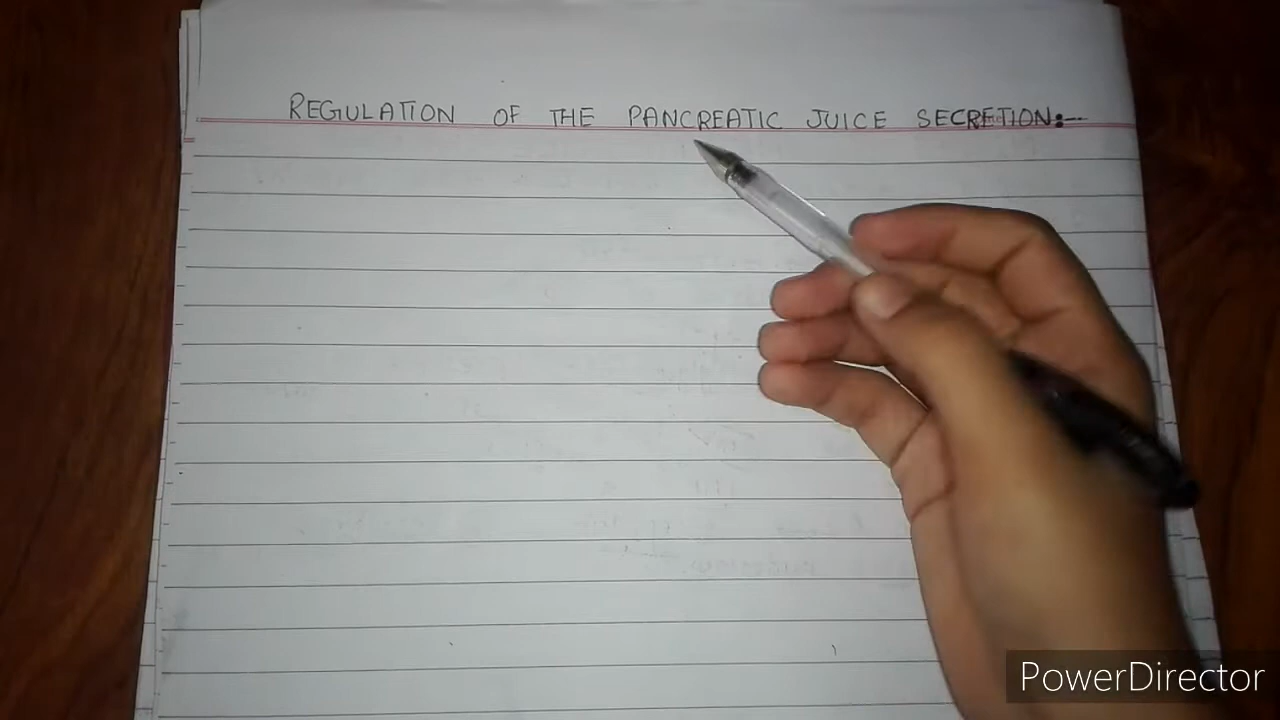 REGULATION OF THE PANCREATIC JUICE SECRETION:-
PowerDirector